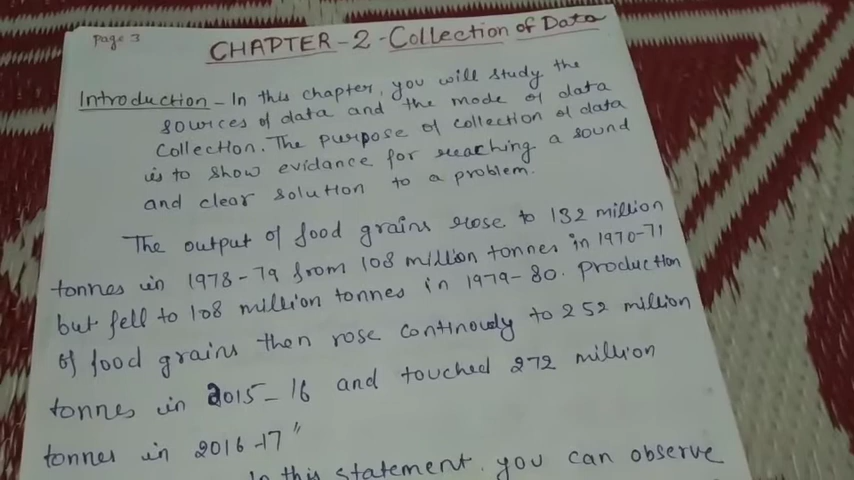 Page 3
CHAPTER-2-Collection of Data
Introduction - In this chapter, you will study the
sources of data and the mode of data
Collection. The purpose of collection of data
is to show evidance for reaching a sound
and clear solution to a problem.
The output of food grains rose to 132 million
tonnes in 1978-79 from 108 million tonnes in 1970-71
but fell to 108 million tonnes in 1979-80. production
of food grains then rose continously to 252 million
tonnes in 2015-16 and touched 272 million
tonnes in 2016-17"
In this statement, you can observe